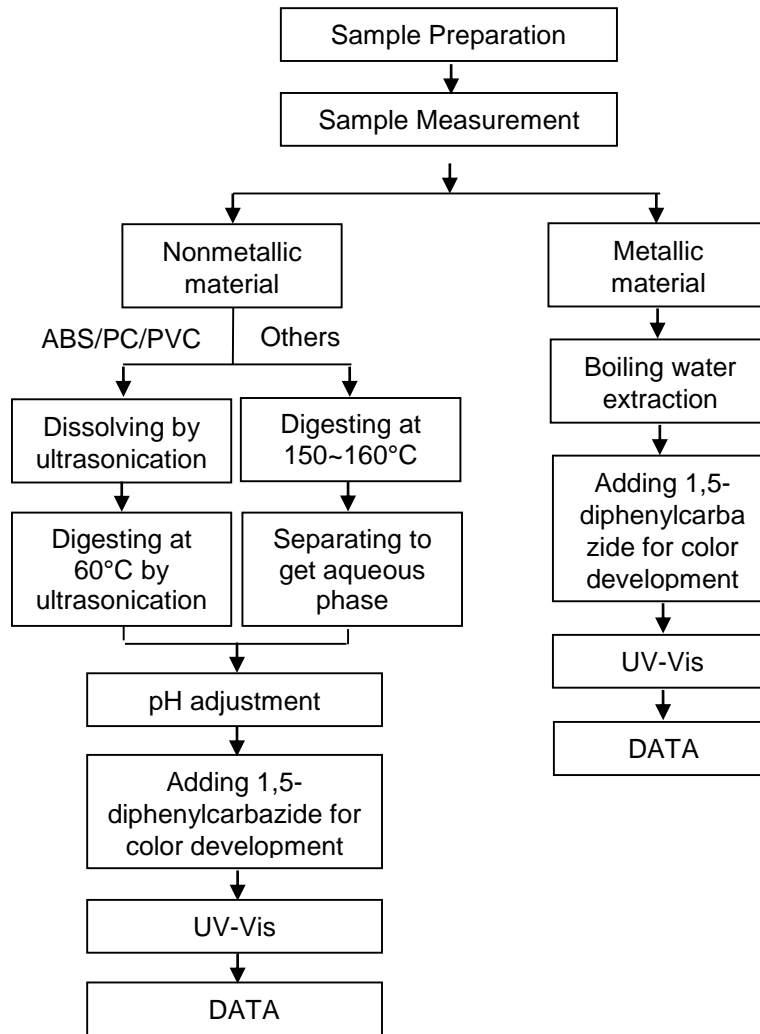 Sample Preparation
Sample Measurement
Nonmetallic
material
Metallic
material
ABS/PC/PVC
Others
Dissolving by
ultrasonication
Digesting at
150~160°C
Boiling water
extraction
Digesting at
60°C by
ultrasonication
Separating to
get aqueous
phase
Adding 1,5-
diphenylcarba
zide for color
development
pH adjustment
UV-Vis
DATA
Adding 1,5-
diphenylcarbazide for
color development
UV-Vis
DATA